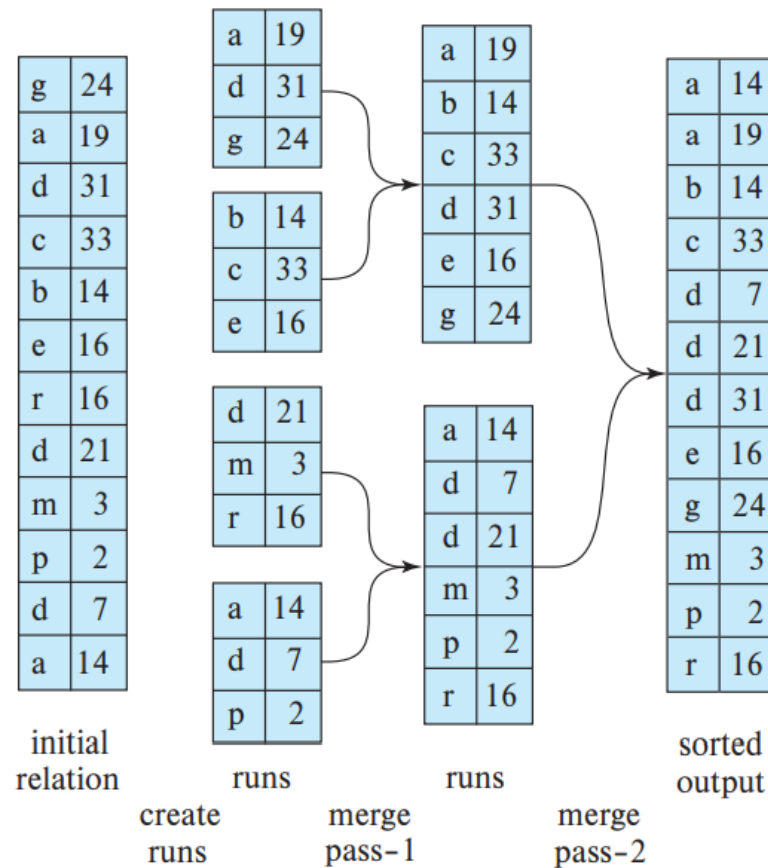 g 24
a 19
d 31
c 33
b 14
e 16
r 16
d 21
m 3
p 2
d 7
a 14
initial
relation
create
runs
a 19
d 31
g 24
b 14
c 33
e 16
d 21
m 3
r 16
a 14
d 7
p 2
runs
merge
pass-1
a 19
b 14
c 33
d 31
e 16
g 24
a 14
d 7
d 21
m 3
p 2
r 16
runs
merge
pass-2
a 14
a 19
b 14
c 33
d 7
d 21
d 31
e 16
g 24
m 3
p 2
r 16
sorted
output